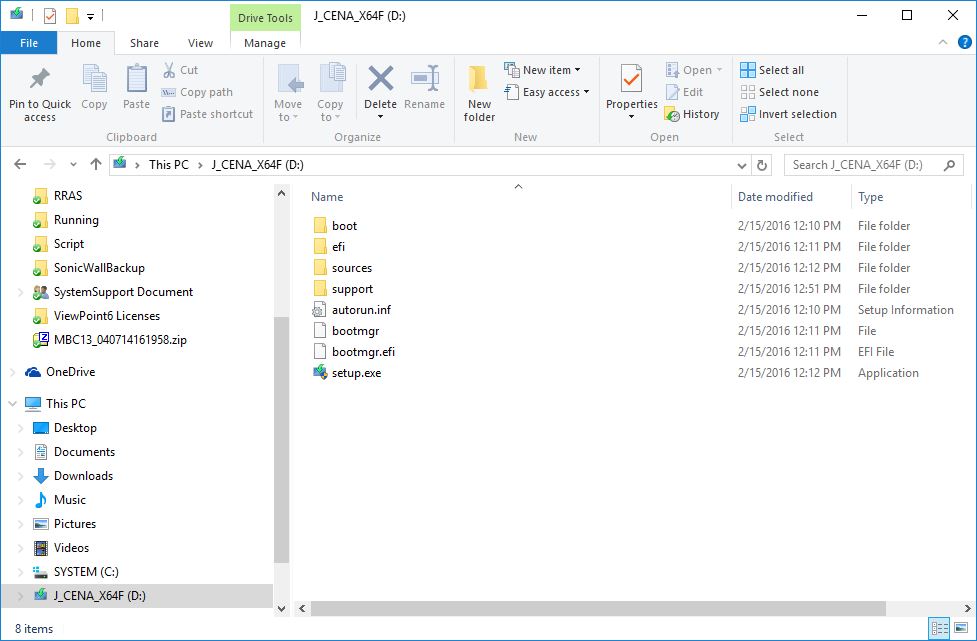 Drive Tools J_CENA_X64F (D:)
File Home Share View Manage
Pin to Quick access
Copy
Paste
Cut
Copy path
Paste shortcut
Clipboard
Move to
Copy to
Delete
Rename
Organize
New folder
New item
Easy access
New
Properties
Open
Edit
History
Open
Select all
Select none
Invert selection
Select
This PC J_CENA_X64F (D:)
Search J_CENA_X64F (D:)
RRAS
Running
Script
SonicWallBackup
SystemSupport Document
ViewPoint6 Licenses
MBC13_040714161958.zip
OneDrive
This PC
Desktop
Documents
Downloads
Music
Pictures
Videos
SYSTEM (C:)
J_CENA_X64F (D:)
Name Date modified Type
boot 2/15/2016 12:10 PM File folder
efi 2/15/2016 12:11 PM File folder
sources 2/15/2016 12:12 PM File folder
support 2/15/2016 12:51 PM File folder
autorun.inf 2/15/2016 12:10 PM Setup Information
bootmgr 2/15/2016 12:11 PM File
bootmgr.efi 2/15/2016 12:11 PM EFI File
setup.exe 2/15/2016 12:12 PM Application
8 items